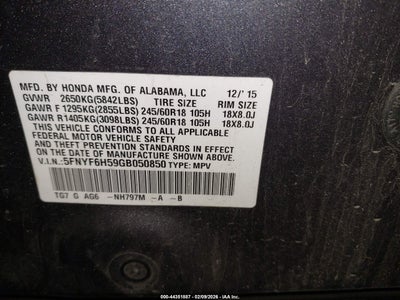 MFD. BY HONDA MFG. OF ALABAMA, LLC 12/'15
GVWR 2650KG(5842LBS) TIRE SIZE RIM SIZE
GAWR F 1295KG(2855LBS) 245/60R18 105H 18X8.0J
GAWR R 1405KG(3098LBS) 245/60R18 105H 18X8.0J
THIS VEHICLE CONFORMS TO ALL APPLICABLE
FEDERAL MOTOR VEHICLE SAFETY AND
THEFT PREVENTION STANDARDS IN EFFECT
ON THE DATE OF MANUFACTURE SHOWN ABOVE.
V.I.N.:5FNYF6H59GB050850 TYPE: MPV
TG7 G AG6 -NH797M -A -B
000-44351887 - 02/09/2026 - IAA Inc.